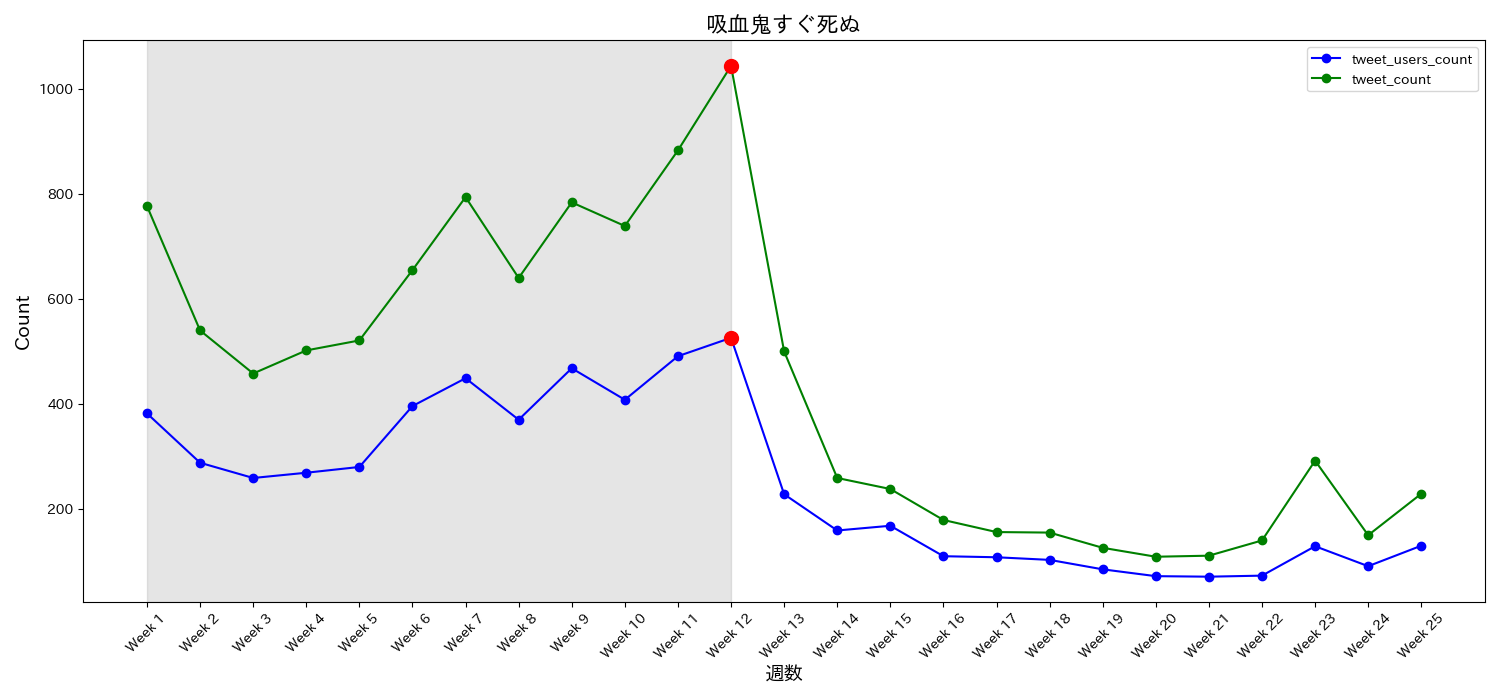 吸血鬼すぐ死ぬ
tweet_users_count
tweet_count
Count
1000
800
600
400
200
Week 1
Week 2
Week 3
Week 4
Week 5
Week 6
Week 7
Week 8
Week 9
Week 10
Week 11
Week 12
Week 13
Week 14
Week 15
Week 16
Week 17
Week 18
Week 19
Week 20
Week 21
Week 22
Week 23
Week 24
Week 25
週数